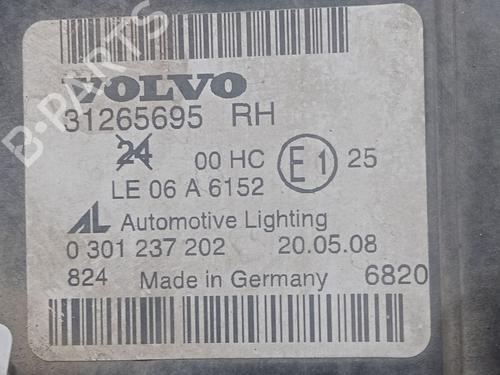 B-PARTS
VOLVO
31265695 RH
24 00 HC E1 25
LE 06 A 6152
AL Automotive Lighting
0 301 237 202 20.05.08
824 Made in Germany 6820